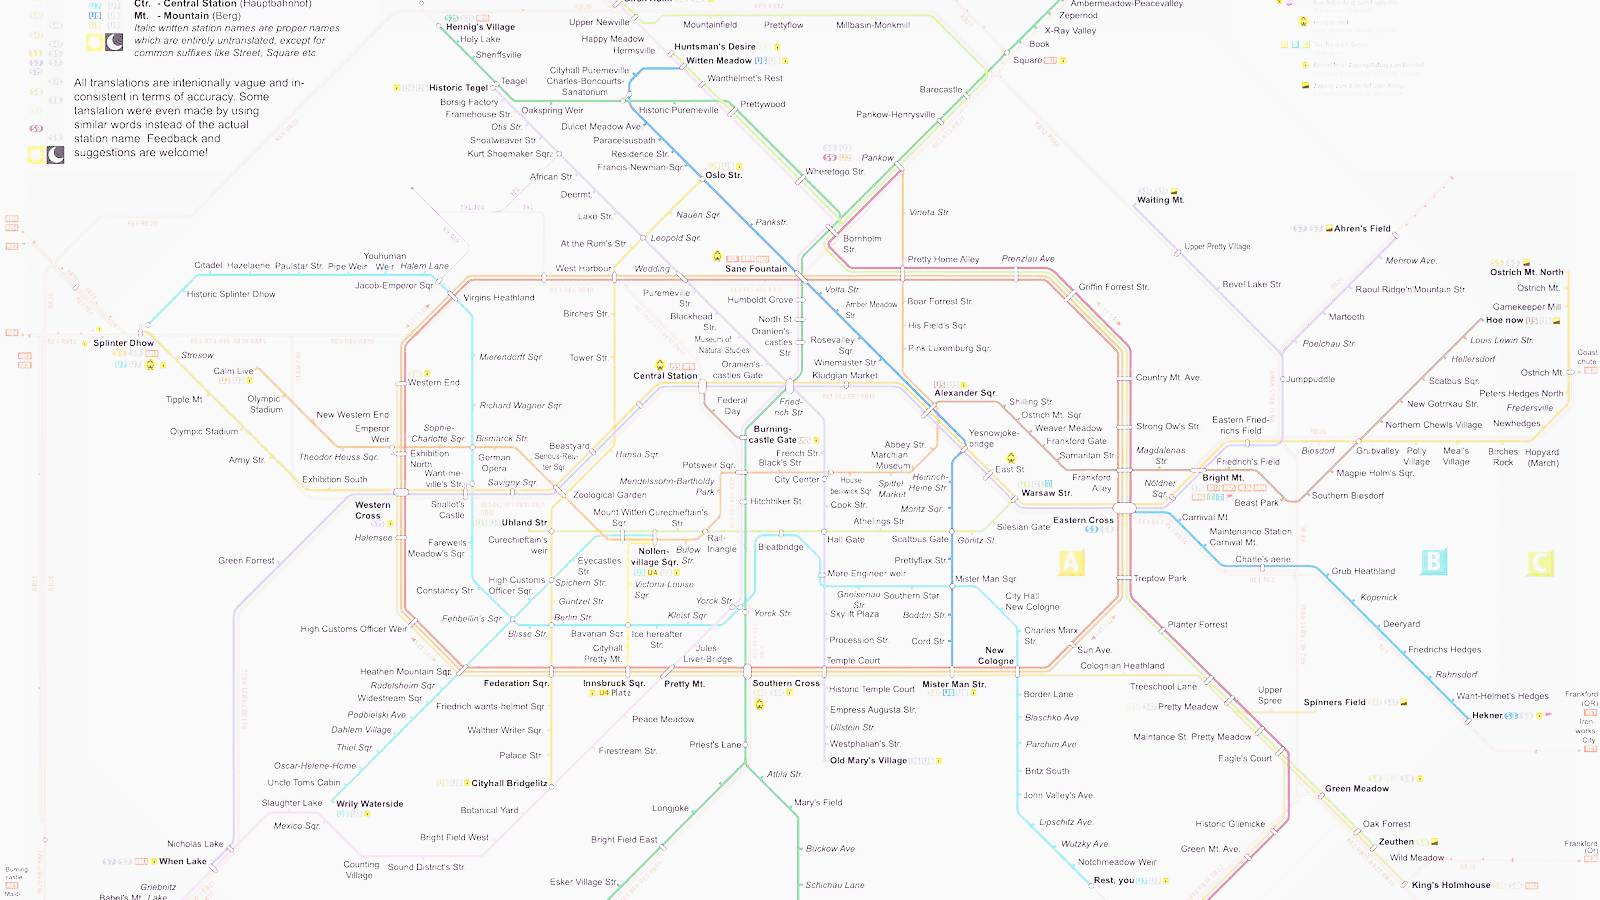 Ctr. - Central Station (Hauptbahnhof)
Mt. - Mountain (Berg)
Italic written station names are proper names
which are entirely untranslated, except for
common suffixes like Street, Square etc.
All translations are intenionally vague and in-
consistent in terms of accuracy. Some
tanslation were even made by using
similar words instead of the actual
station name. Feedback and
suggestions are welcome!
Hennig's Village
Holy Lake
Shenffsville
Teagel
Historic Tegel
Borsig Factory
Framehouse Str.
Otis Str.
Shoalweaver Str.
Kurt Shoemaker Sqr.
African Str.
Deermt.
Lake Str.
At the Rum's Str.
West Harbour
Wedding
Upper Newville
Happy Meadow
Hermsville
Mountainfield
Prettyflow
Millbasin-Monkmill
Huntsman's Desire
Witten Meadow
Cityhall Puremeville
Charles-Boncourts-
Sanatorium
Wanthelmet's Rest
Oakspring Weir
Historic Puremeville
Prettywood
Dulcet Meadow Ave
Paracelsusbath
Residence Str.
Francis-Newman-Sqr.
Oslo Str.
Nauen Sqr.
Leopold Sqr.
Pankstr.
Ambermeadow-Peacevalley
Zepernod
X-Ray Valley
Book
Square
Barecastle
Pankow-Henrysville
Pankow
Wheretogo Str.
Vineta Str.
Bornholm
Str.
Pretty Home Alley
Prenzlau Ave.
Griffin Forrest Str.
Waiting Mt.
Upper Pretty Village
Bevel Lake Str.
Ahren's Field
Mehrow Ave.
Raoul Ridge'n'Mountain Str.
Martooth
Poelchau Str.
Jumppuddle
Ostrich Mt. North
Ostrich Mt.
Gamekeeper Mill
Hoe now
Louis Lewin Str.
Hellersdorf
Scatbus Sqr.
New Gotrkau Str.
Northern Chewls Village
Ostrich Mt.
Peters Hedges North
Fredersville
Newhedges
Coast
chute
Citadel
Hazelaene
Paulstar Str.
Pipe Weir
Youhuman
Weir
Halem Lane
Jacob-Emperor Sqr
Historic Splinter Dhow
Virgins Heathland
Splinter Dhow
Stresow
Calm Live
Olympic
Stadium
Tipple Mt.
Olympic Stadium
Army Str.
Exhibition South
New Western End
Emperor
Weir
Theodor Heuss Sqr.
Western End
Mierendorf Sqr.
Richard Wagner Sqr.
Sophie-
Charlotte Sqr.
Bismarck Str.
Exhibition
North
German
Opera
Want-me-
ville's Str.
Savigny Sqr
Snallot's
Castle
Sane Fountain
Puremeville
Str.
Blackhead
Str.
Museum of
Natural Studies
Birches Str.
Tower Str.
Humboldt Grove
North St
Oranien's-
castles
Str.
Oranien's-
castles Gate
Volta Str.
Amber Meadow
Str
Rosevalley
Sqr.
Winemaster Str.
Kludgian Market
Boar Forrest Str.
His Field's Sqr
Pink Luxemburg Sqr.
Central Station
Federal
Day
Fried-
rich Str
Alexander Sqr.
Shilling Str.
Ostrich Mt. Sqr
Weaver Meadow
Frankford Gate
Samaritan Str.
Country Mt. Ave.
Strong Ow's Str.
Magdalenas
Str.
Eastern Fried-
richs Field
Friedrich's Field
Biesdorf
Grubvalley
Polly
Village
Meal's
Village
Birches
Rock
Hopyard
(March)
Magpie Holm's Sqr.
Southern Biesdorf
Burning-
castle Gate
French Str.
Black's Str
City Center
Beastyard
Serious-Reu-
ter Sqr
Hansa Sqr.
Zoological Garden
Mendelssohn-Bartholdy
Park
Potsweir Sqr.
Hitchhiker St
House
beilweck Sqr
Cook Str.
Abbey Str.
Marchian
Museum
Spittel
Market
Heinrich-
Heine Str.
Moritz Sqr.
Yesnowjoke-
bridge
East St
Warsaw Str.
Frankford
Alley
Nöldner
Sqr.
Bright Mt.
Beast Park
Eastern Cross
Silesian Gate
Görlitz St.
Carnival Mt
Maintenance Station
Carnival Mt.
Charle's aene
Grub Heathland
Kopenick
Deeryard
Friedrichs Hedges
Rahnsdorf
Want-Helmet's Hedges
Hekner
Western
Cross
Halensee
Green Forrest
Farewells
Meadow's Sqr
Constancy Str.
High Customs Officer Weir
Uhland Str
Curechieftain's
weir
Mount Witten
Sqr.
Curechieftain's
Str.
Nollen-
village Sqr.
U4
Bulow Str.
Rail-
triangle
Eyecastles
Str.
High Customs
Officer Sqr.
Spichern Str.
Victoria-Louise
Sqr.
Guntzel Str.
Fehbellin's Sqr.
Berlin Str.
Blisse Str.
Bavarian Sqr
Ice hereafter
Str.
Kleist Sqr.
Yorck Str.
Yorck Str.
Cityhall
Pretty Mt.
Jules-
Liver-Bridge
Bleatbridge
Hall Gate
Athelings Str.
Scattbus Gate
Prettyflax Str.
More Engineer weir
Gneisenau
Str
Southern Star
Mister Man Sqr
Skylift Plaza
Boddin Str.
Procession Str.
Cord Str.
Temple Court
City Hall
New Cologne
Charles Marx
Str.
New
Cologne
Sun Ave.
Treptow Park
Planter Forrest
Colognian Heathland
Treeschool Lane
Pretty Meadow
Upper
Spree
Spinners Field
Maintance St. Pretty Meadow
Eagle's Court
A
B
C
Heathen Mountain Sqr.
Rüdelsheim Sqr
Widestream Sqr.
Podbielski Ave.
Dahlem Village
Thiel Sqr.
Oscar-Helene-Home
Uncle Toms Cabin
Slaughter Lake
Wrily Waterside
Mexico-Sqr.
Federation Sqr.
Friedrich-wants-helmet Sqr
Walther Writer Sqr.
Palace Str.
Cityhall Bridgelitz
Innsbruck Sqr.
U4 Platz
Pretty Mt.
Peace Meadow
Firestream Str.
Southern Cross
Priest's Lane
Historic Temple Court
Empress Augusta Str.
Ullstein Str.
Westphalian's Str.
Old Mary's Village
Mister Man Str.
Border Lane
Blaschko Ave.
Parchim Ave.
Britz South
John Valley's Ave.
Lipschitz Ave.
Wutzky Ave.
Notchmeadow Weir
Rest, you
Attila Str.
Mary's Field
Buckow Ave.
Schichau Lane
Longjoke
Bright Field East
Esker Village Str.
Botanical Yard
Bright Field West
Sound District's Str
Counting
Village
Nicholas Lake
When Lake
Griebnitz
Lake
Babel's Mt.
Historic Glienicke
Green Mt. Ave.
Green Meadow
Oak Forrest
Zeuthen
Wild Meadow
King's Holmhouse
Frankford
(OR)
Iron-
works
City
Frankford
(Or)
Burning
castle